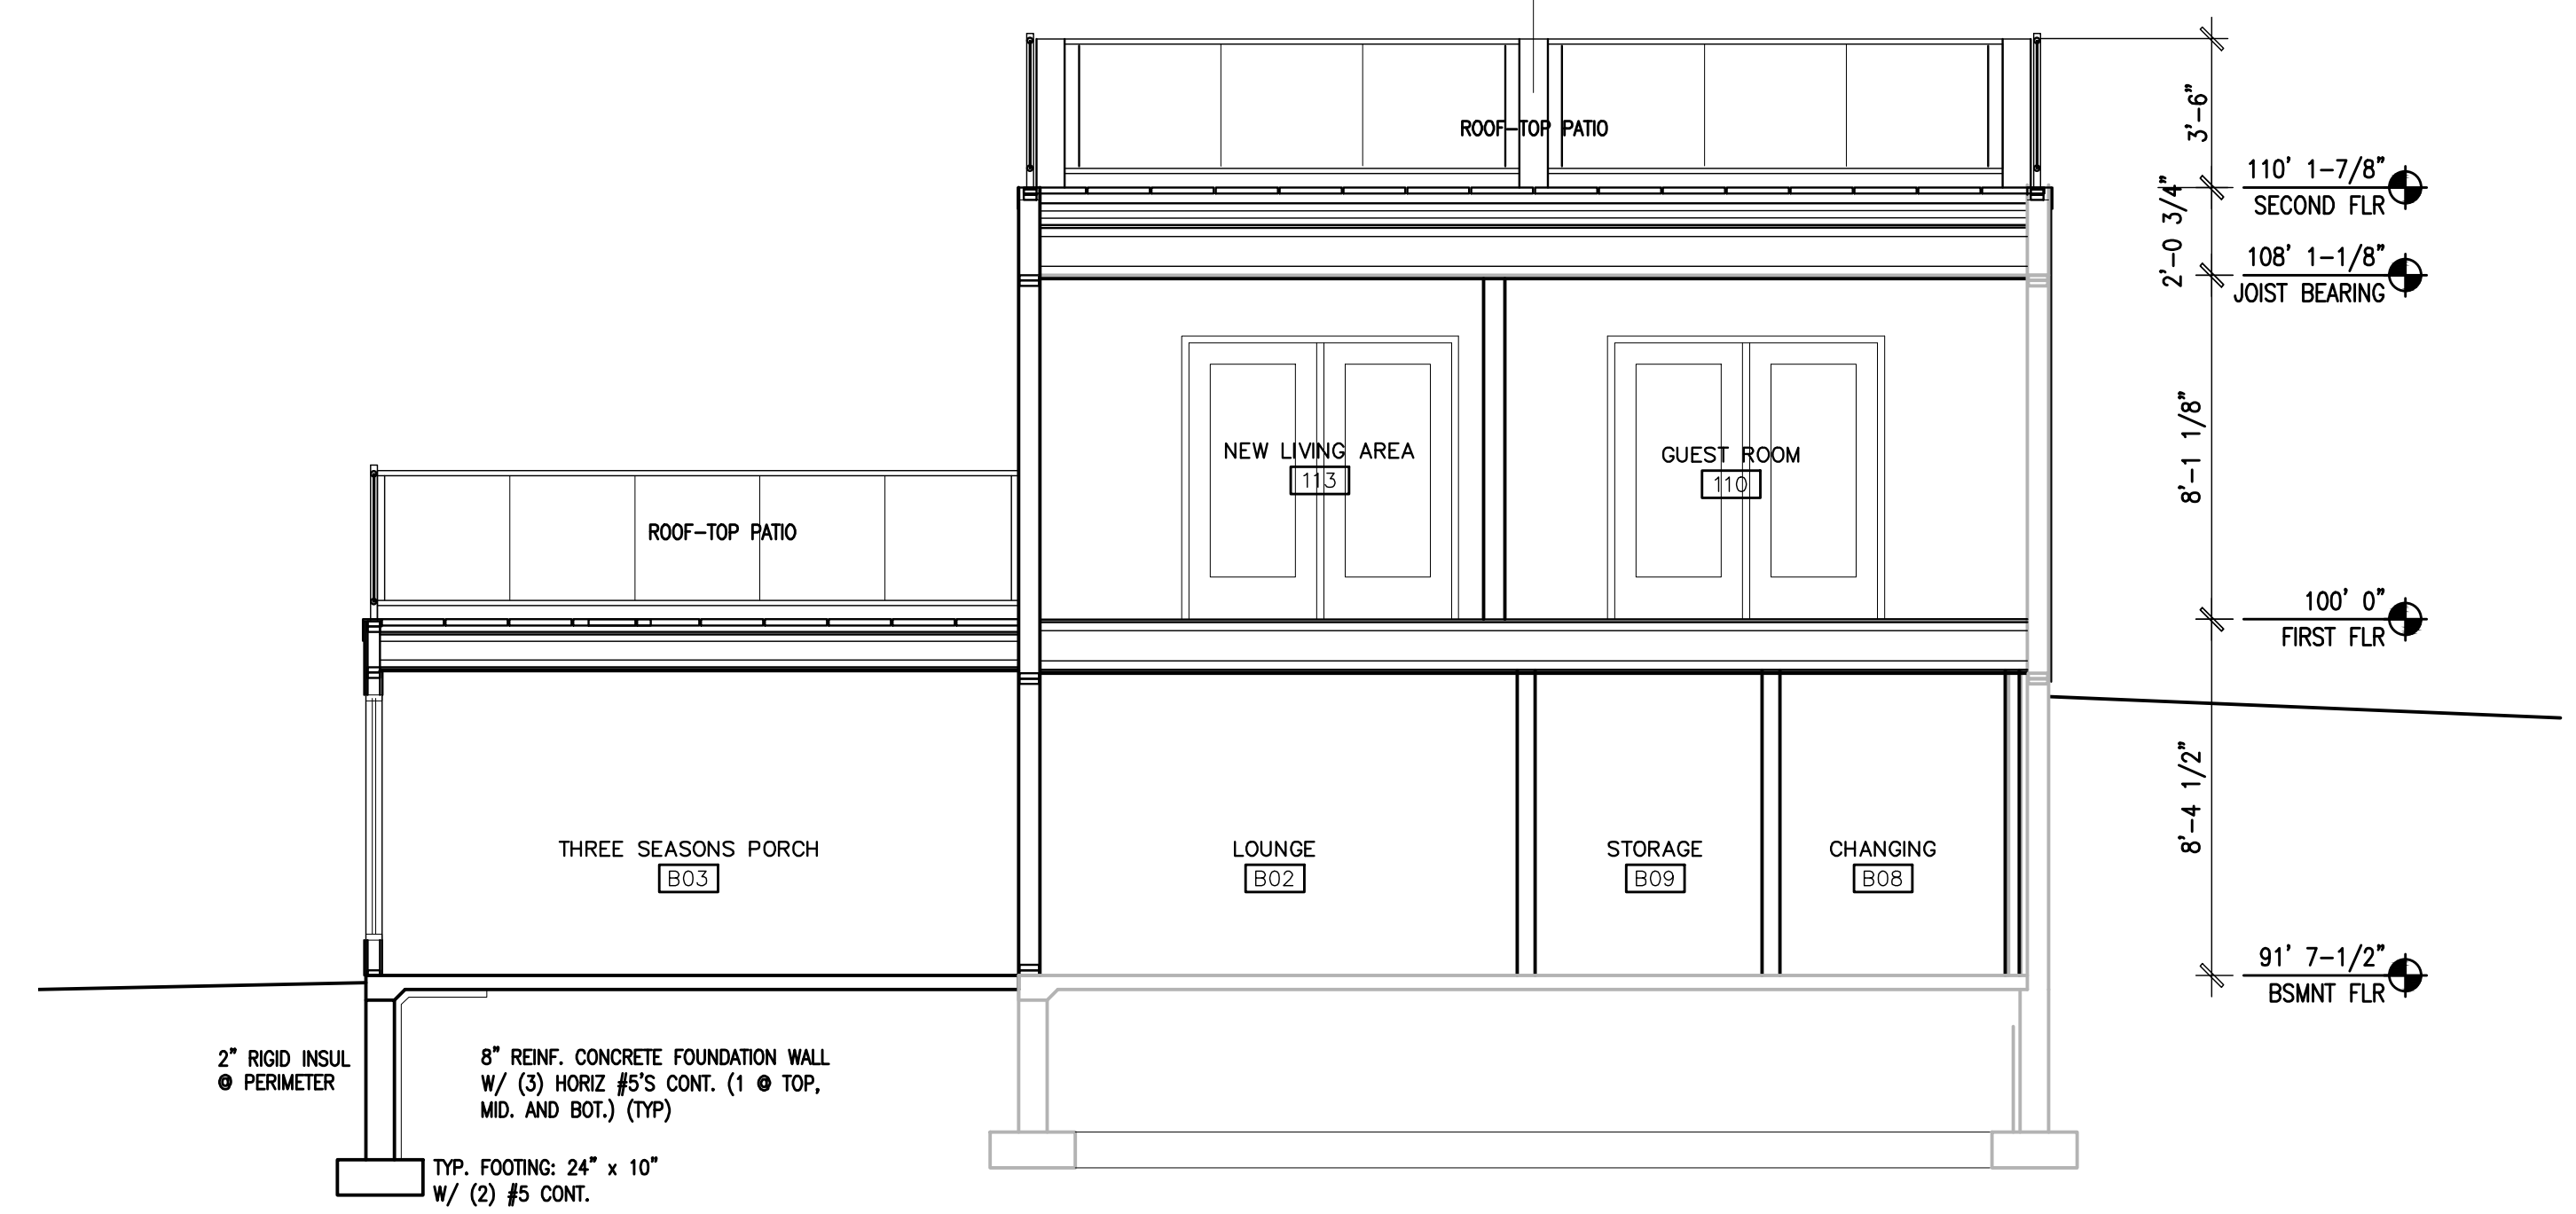 ROOF-TOP PATIO
3'-6"
110' 1-7/8"
SECOND FLR
2'-0 3/4"
108' 1-1/8"
JOIST BEARING
8'-1 1/8"
NEW LIVING AREA
113
GUEST ROOM
110
ROOF-TOP PATIO
100' 0"
FIRST FLR
8'-4 1/2"
THREE SEASONS PORCH
B03
LOUNGE
B02
STORAGE
B09
CHANGING
B08
91' 7-1/2"
BSMNT FLR
2" RIGID INSUL
@ PERIMETER
8" REINF. CONCRETE FOUNDATION WALL
W/ (3) HORIZ #5'S CONT. (1 @ TOP,
MID. AND BOT.) (TYP)
TYP. FOOTING: 24" x 10"
W/ (2) #5 CONT.